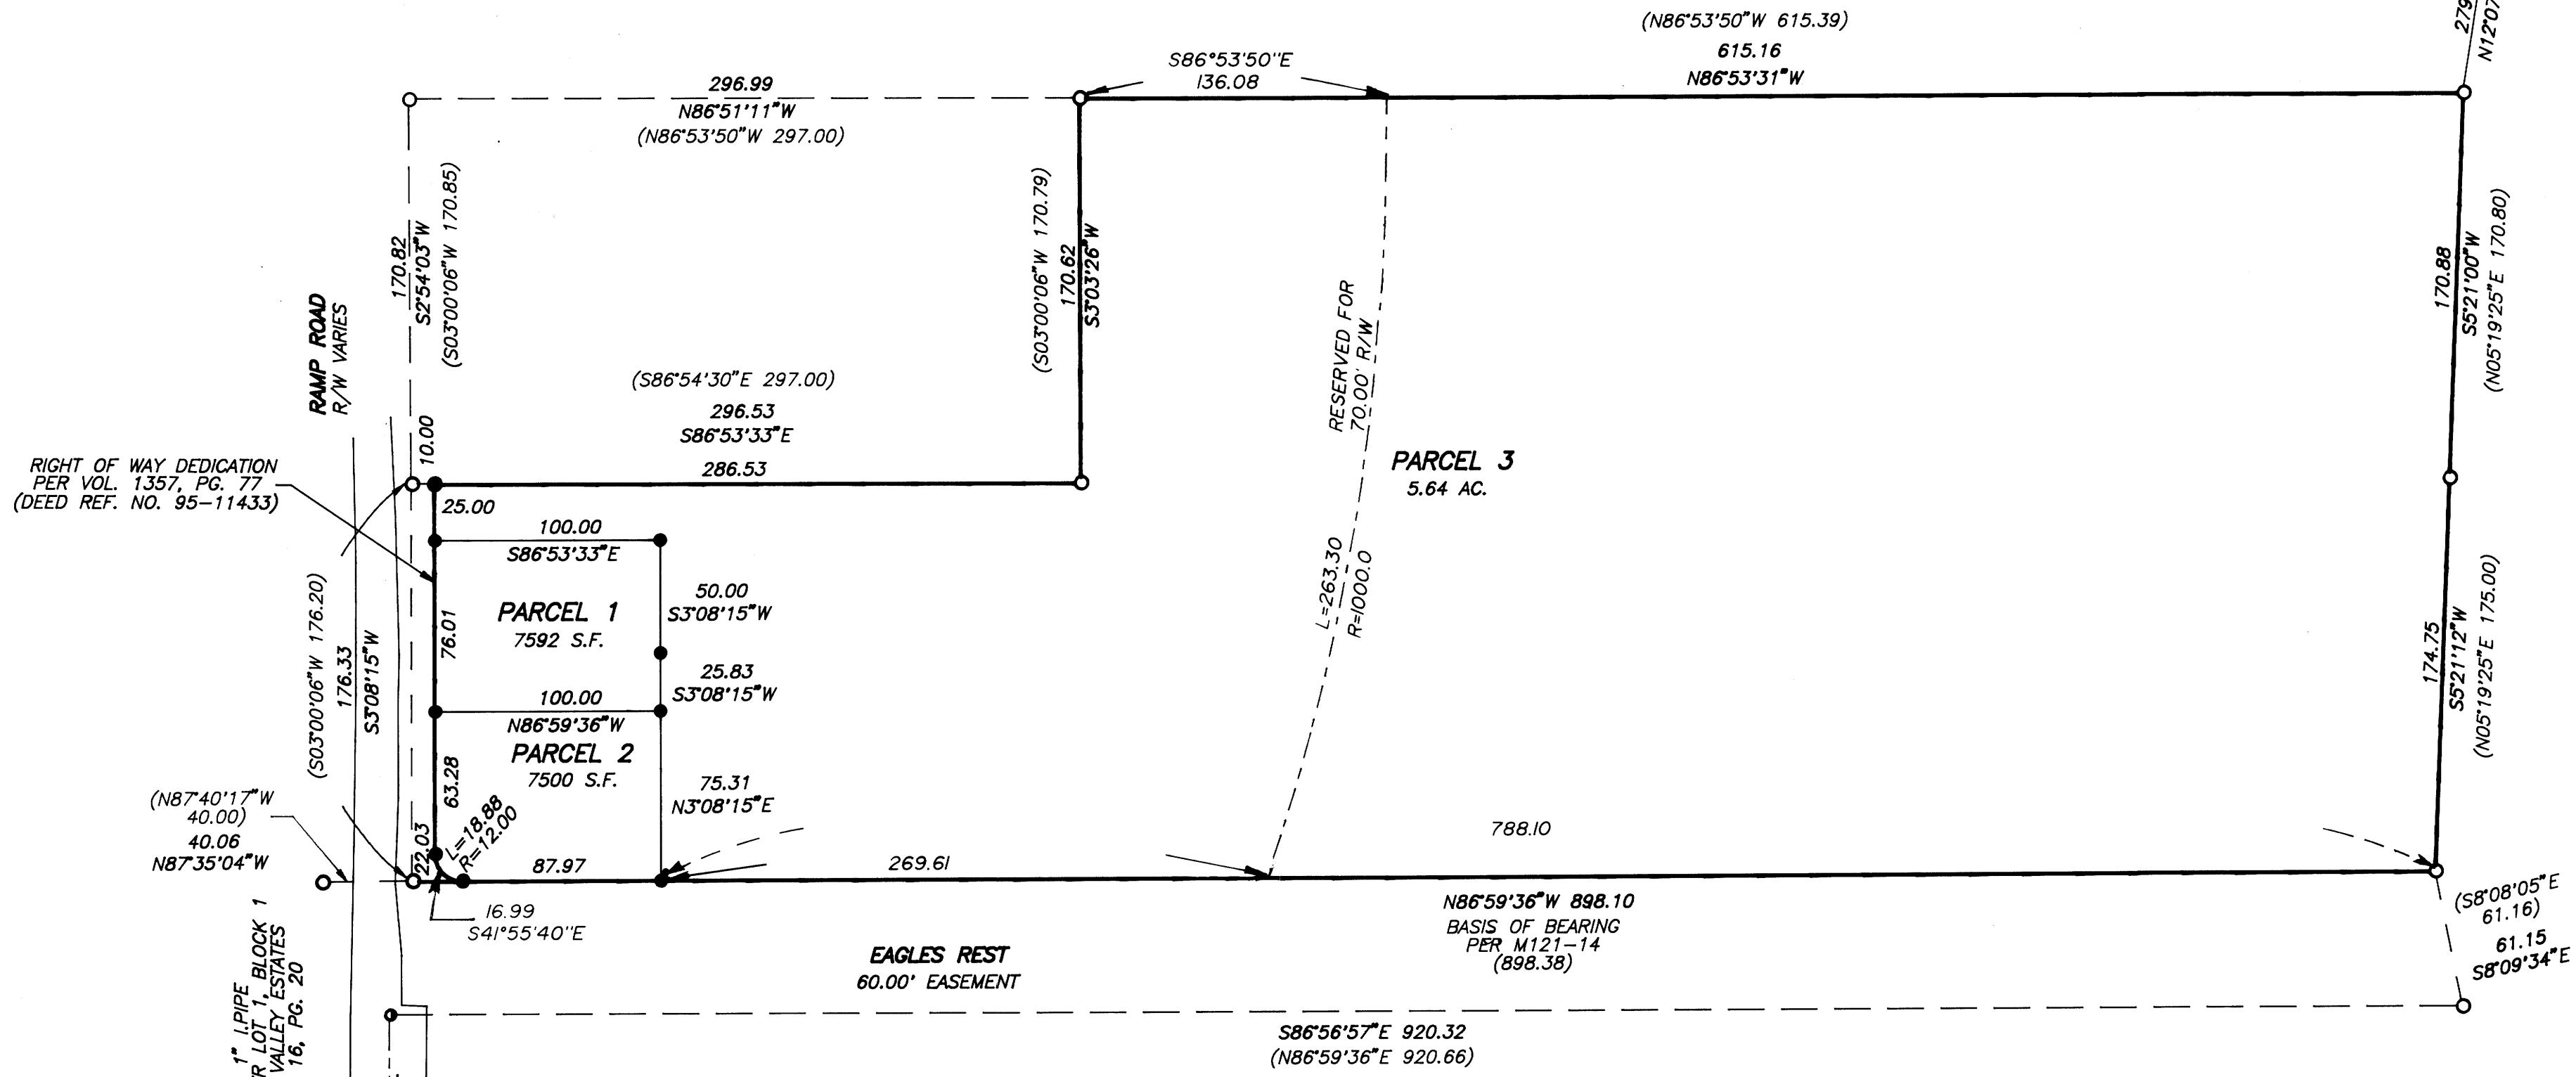 (N86°53'50"W 615.39)
615.16
N86°53'31"W
279
N12°07
S86°53'50"E
136.08
296.99
N86°51'11"W
(N86°53'50"W 297.00)
170.82
S2°54'03"W
(S03°00'06"W 170.85)
(S03°00'06"W 170.79)
170.62
S3°03'26"W
170.88
S5°21'00"W
(N05°19'25"E 170.80)
RAMP ROAD
R/W VARIES
RESERVED FOR
70.00' R/W
(S86°54'30"E 297.00)
296.53
S86°53'33"E
286.53
10.00
RIGHT OF WAY DEDICATION
PER VOL. 1357, PG. 77
(DEED REF. NO. 95-11433)
PARCEL 3
5.64 AC.
25.00
100.00
S86°53'33"E
PARCEL 1
7592 S.F.
76.01
50.00
S3°08'15"W
25.83
S3°08'15"W
L=263.30
R=1000.0
174.75
S5°21'12"W
(N05°19'25"E 175.00)
(S03°00'06"W 176.20)
176.33
S3°08'15"W
100.00
N86°59'36"W
PARCEL 2
7500 S.F.
63.28
75.31
N3°08'15"E
L=18.88
R=12.00
22.03
87.97
269.61
788.10
(N87°40'17"W
40.00)
40.06
N87°35'04"W
16.99
S41°55'40"E
N86°59'36"W 898.10
BASIS OF BEARING
PER M121-14
(898.38)
(S8°08'05"E
61.16)
61.15
S8°09'34"E
EAGLES REST
60.00' EASEMENT
1" I.PIPE
R LOT 1, BLOCK 1
VALLEY ESTATES
16, PG. 20
S86°56'57"E 920.32
(N86°59'36"E 920.66)